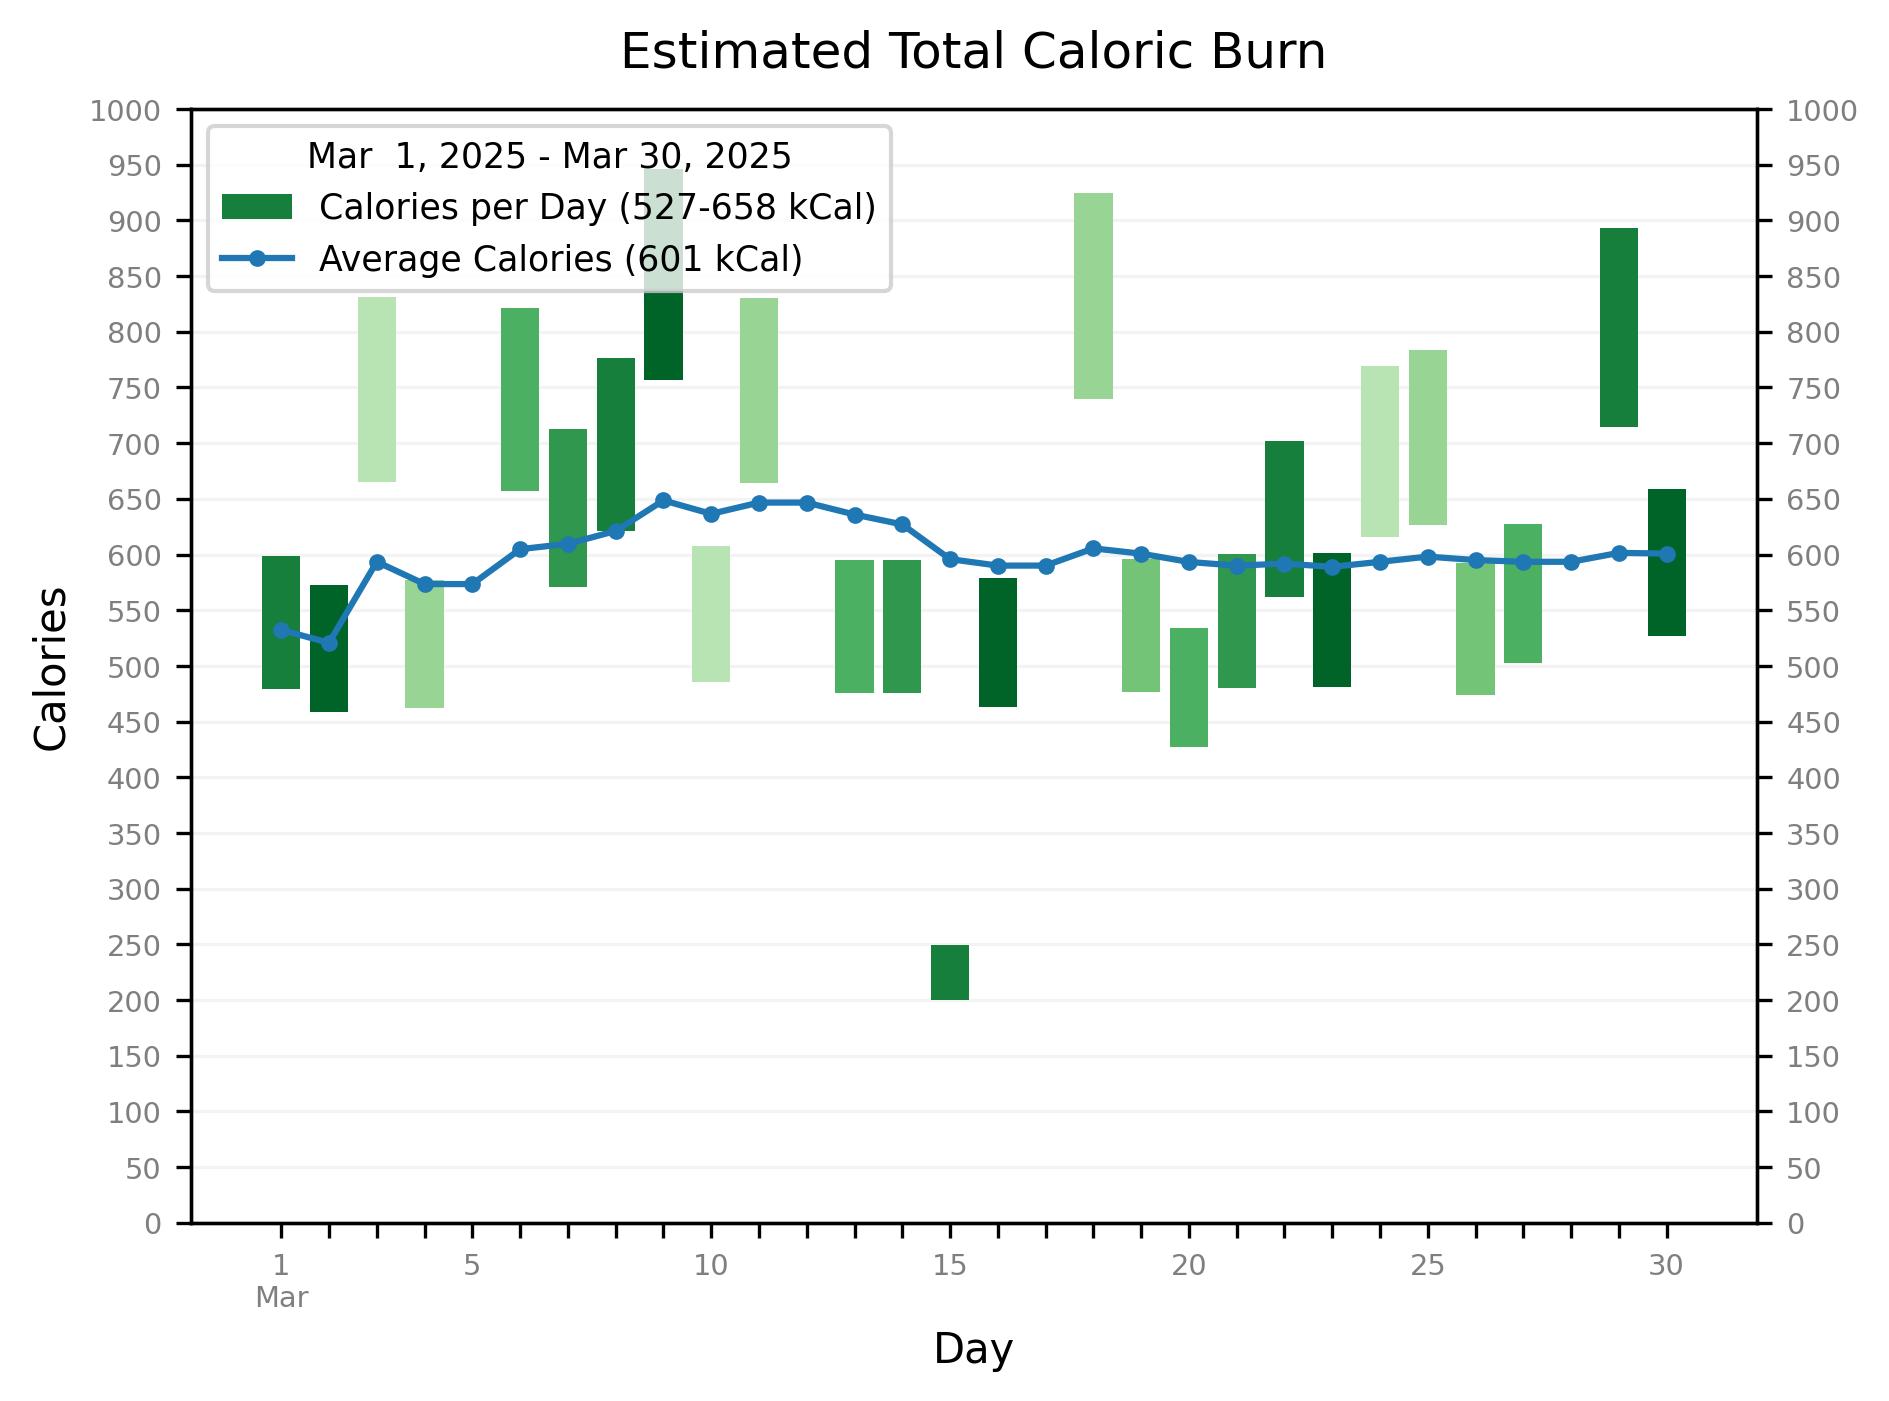 Estimated Total Caloric Burn
Mar  1, 2025 - Mar 30, 2025
Calories per Day (527-658 kCal)
Average Calories (601 kCal)
1000 1000
950 950
900 900
850 850
800 800
750 750
700 700
650 650
600 600
550 550
500 500
450 450
400 400
350 350
300 300
250 250
200 200
150 150
100 100
50 50
0 0
Calories
1 5 10 15 20 25 30
Mar
Day